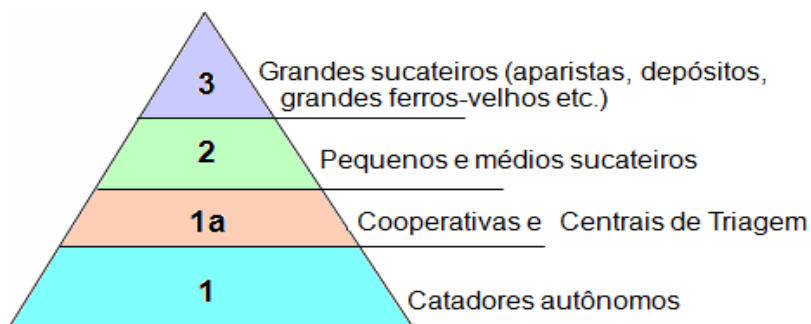 3
Grandes sucateiros (aparistas, depósitos,
grandes ferros-velhos etc.)
2
Pequenos e médios sucateiros
1a
Cooperativas e Centrais de Triagem
1
Catadores autônomos